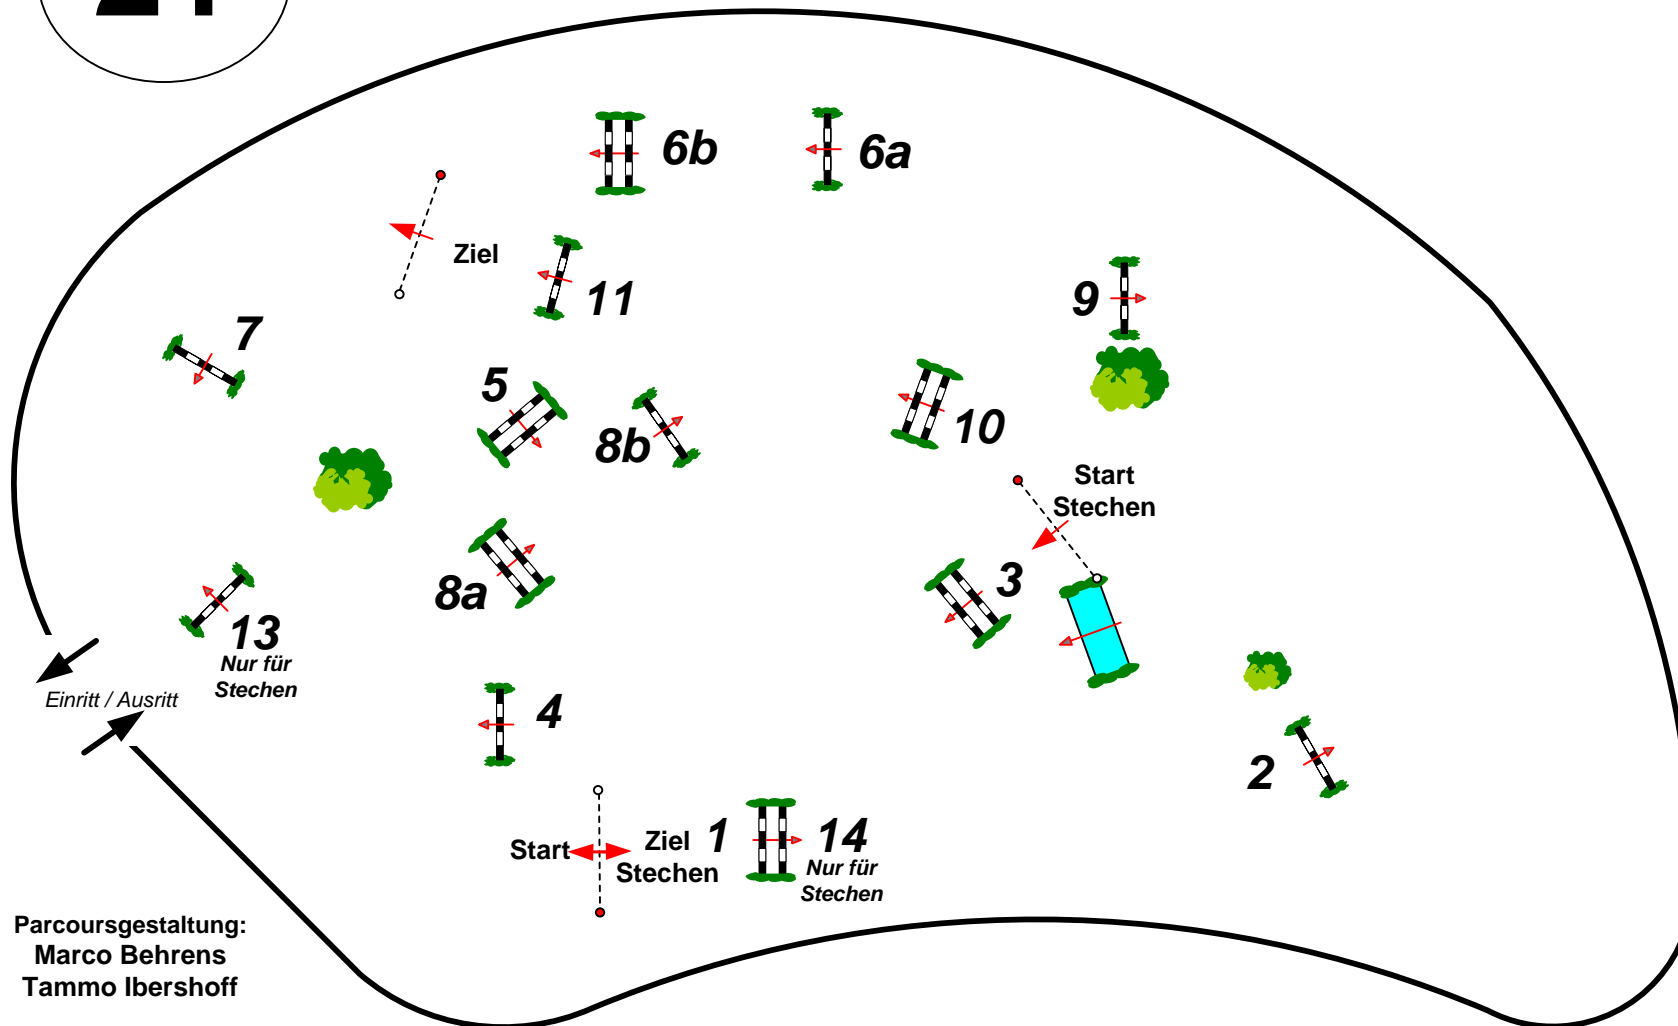 6b
6a
Ziel
11
9
7
5
8b
10
Start
Stechen
3
8a
13
Nur für
Stechen
Einritt / Ausritt
4
2
Start
Ziel
Stechen
1
14
Nur für
Stechen
Parcoursgestaltung:
Marco Behrens
Tammo Ibershoff